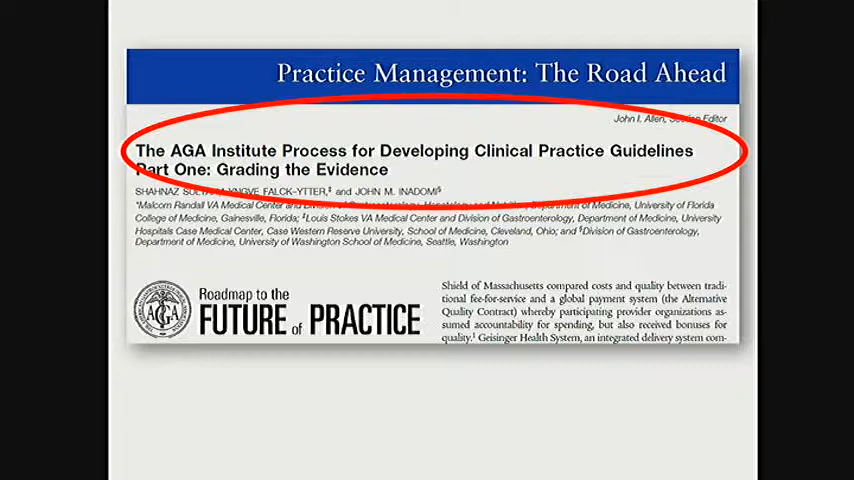 Practice Management: The Road Ahead
John I. Allen, Section Editor
The AGA Institute Process for Developing Clinical Practice Guidelines
Part One: Grading the Evidence
SHAHNAZ SULTAN,* YNGVE FALCK-YTTER,‡ and JOHN M. INADOMI§
*Malcom Randall VA Medical Center and Division of Gastroenterology, Hepatology and Nutrition, Department of Medicine, University of Florida
College of Medicine, Gainesville, Florida; ‡Louis Stokes VA Medical Center and Division of Gastroenterology, Department of Medicine, University
Hospitals Case Medical Center, Case Western Reserve University, School of Medicine, Cleveland, Ohio; and §Division of Gastroenterology,
Department of Medicine, University of Washington School of Medicine, Seattle, Washington
AGA
Roadmap to the
FUTURE of PRACTICE
Shield of Massachusetts compared costs and quality between tradi-
tional fee-for-service and a global payment system (the Alternative
Quality Contract) whereby participating provider organizations as-
sumed accountability for spending, but also received bonuses for
quality.1 Geisinger Health System, an integrated delivery system com-